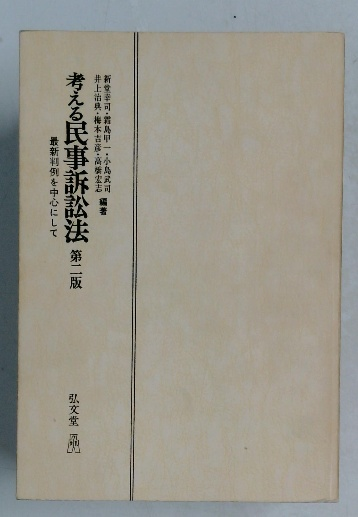 新堂幸司・霜島甲一・小島武司
井上治典・梅本吉彦・高橋宏志 編著
考える民事訴訟法 第二版
最新判例を中心にして
弘文堂